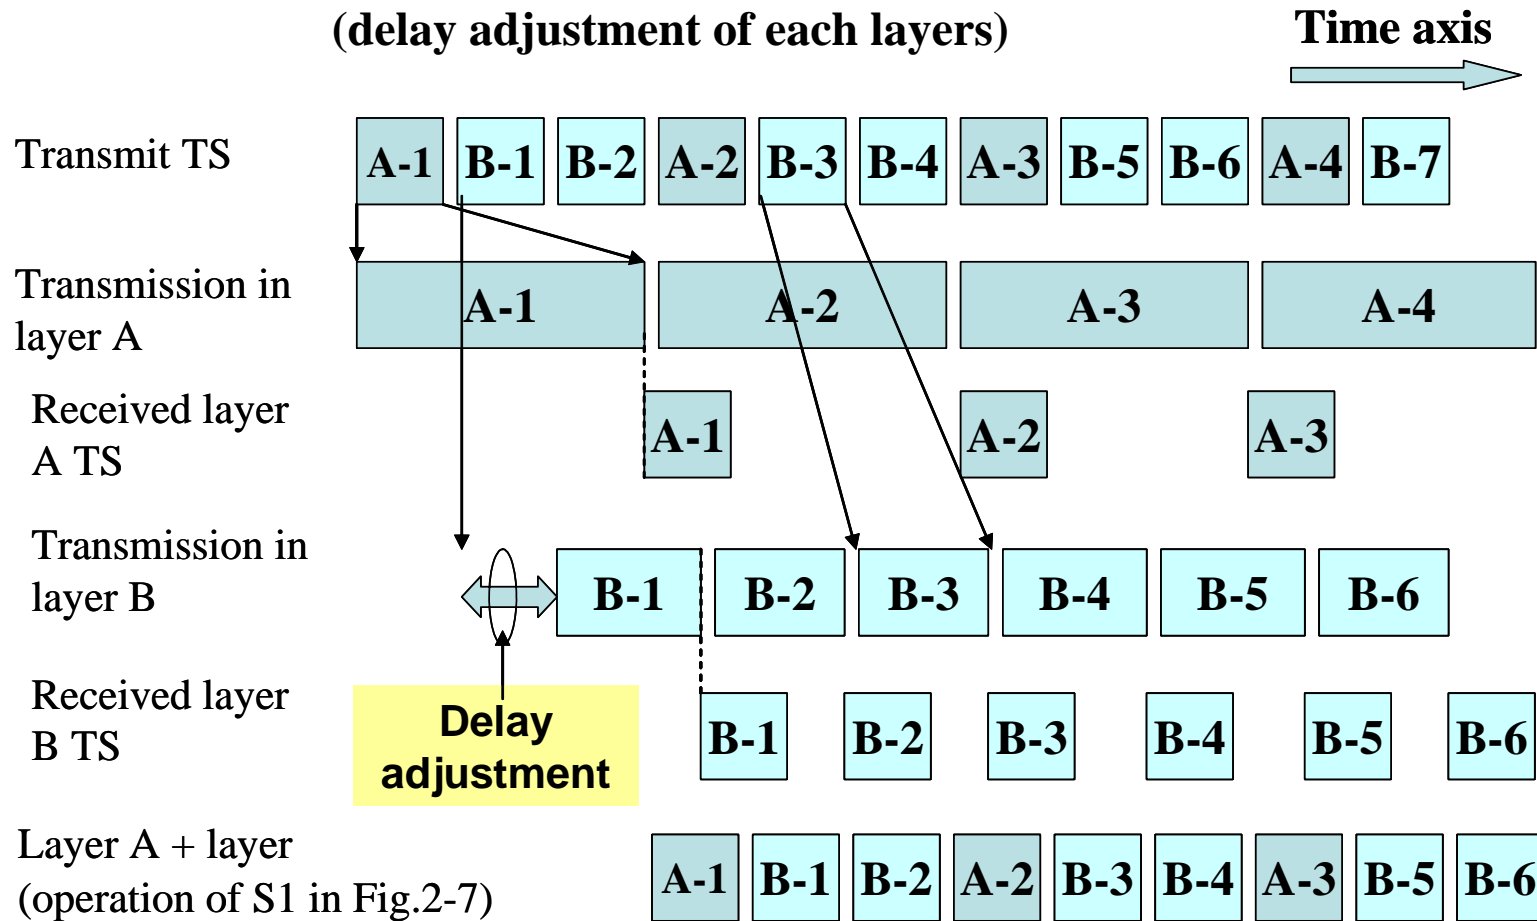 (delay adjustment of each layers)
Time axis
Transmit TS
A-1 B-1 B-2 A-2 B-3 B-4 A-3 B-5 B-6 A-4 B-7
Transmission in
layer A
A-1 A-2 A-3 A-4
Received layer
A TS
A-1 A-2 A-3
Transmission in
layer B
B-1 B-2 B-3 B-4 B-5 B-6
Received layer
B TS
B-1 B-2 B-3 B-4 B-5 B-6
Delay
adjustment
Layer A + layer
(operation of S1 in Fig.2-7)
A-1 B-1 B-2 A-2 B-3 B-4 A-3 B-5 B-6